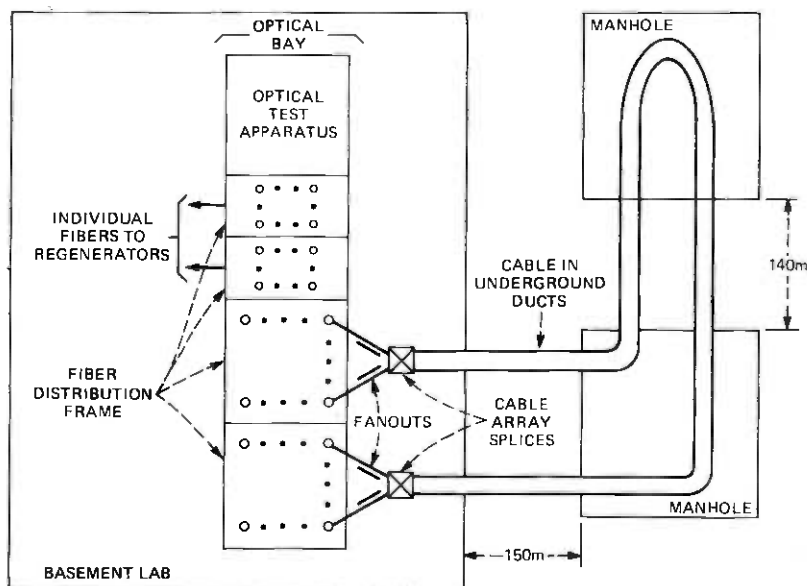 OPTICAL
BAY
OPTICAL
TEST
APPARATUS
INDIVIDUAL
FIBERS TO
REGENERATORS
FIBER
DISTRIBUTION
FRAME
FANOUTS
CABLE
ARRAY
SPLICES
CABLE IN
UNDERGROUND
DUCTS
MANHOLE
140m
MANHOLE
150m
BASEMENT LAB